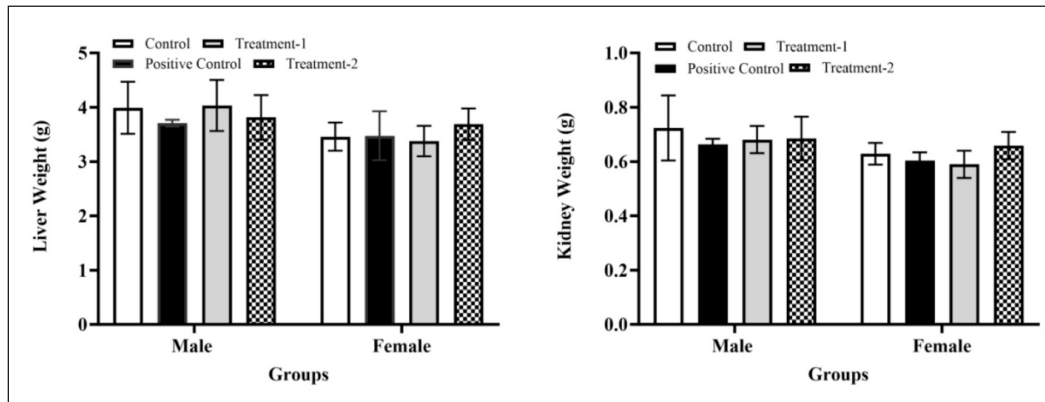 Control Treatment-1
Positive Control Treatment-2
5
4
3
2
1
0
Liver Weight (g)
Male Female
Groups
Control Treatment-1
Positive Control Treatment-2
1.0
0.8
0.6
0.4
0.2
0.0
Kidney Weight (g)
Male Female
Groups